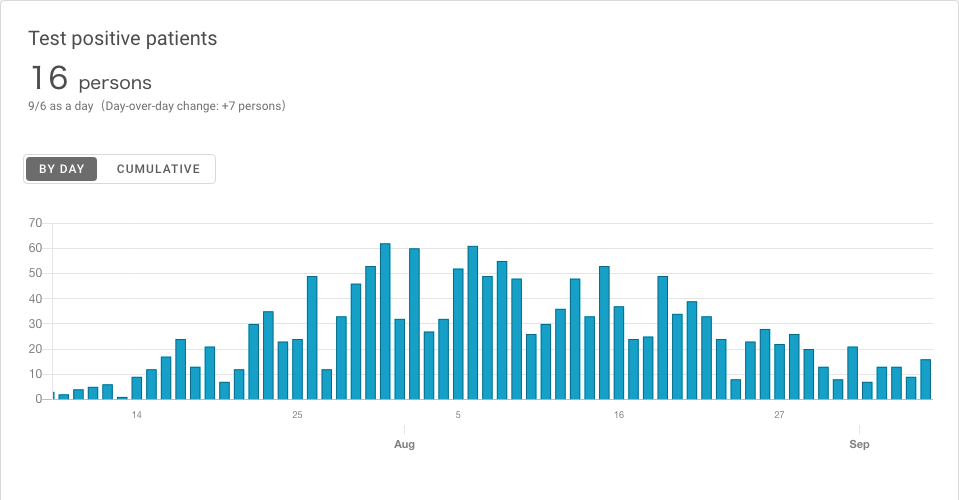 Test positive patients
16 persons
9/6 as a day（Day-over-day change: +7 persons）
BY DAY CUMULATIVE
70
60
50
40
30
20
10
0
14 25 5 16 27
Aug Sep